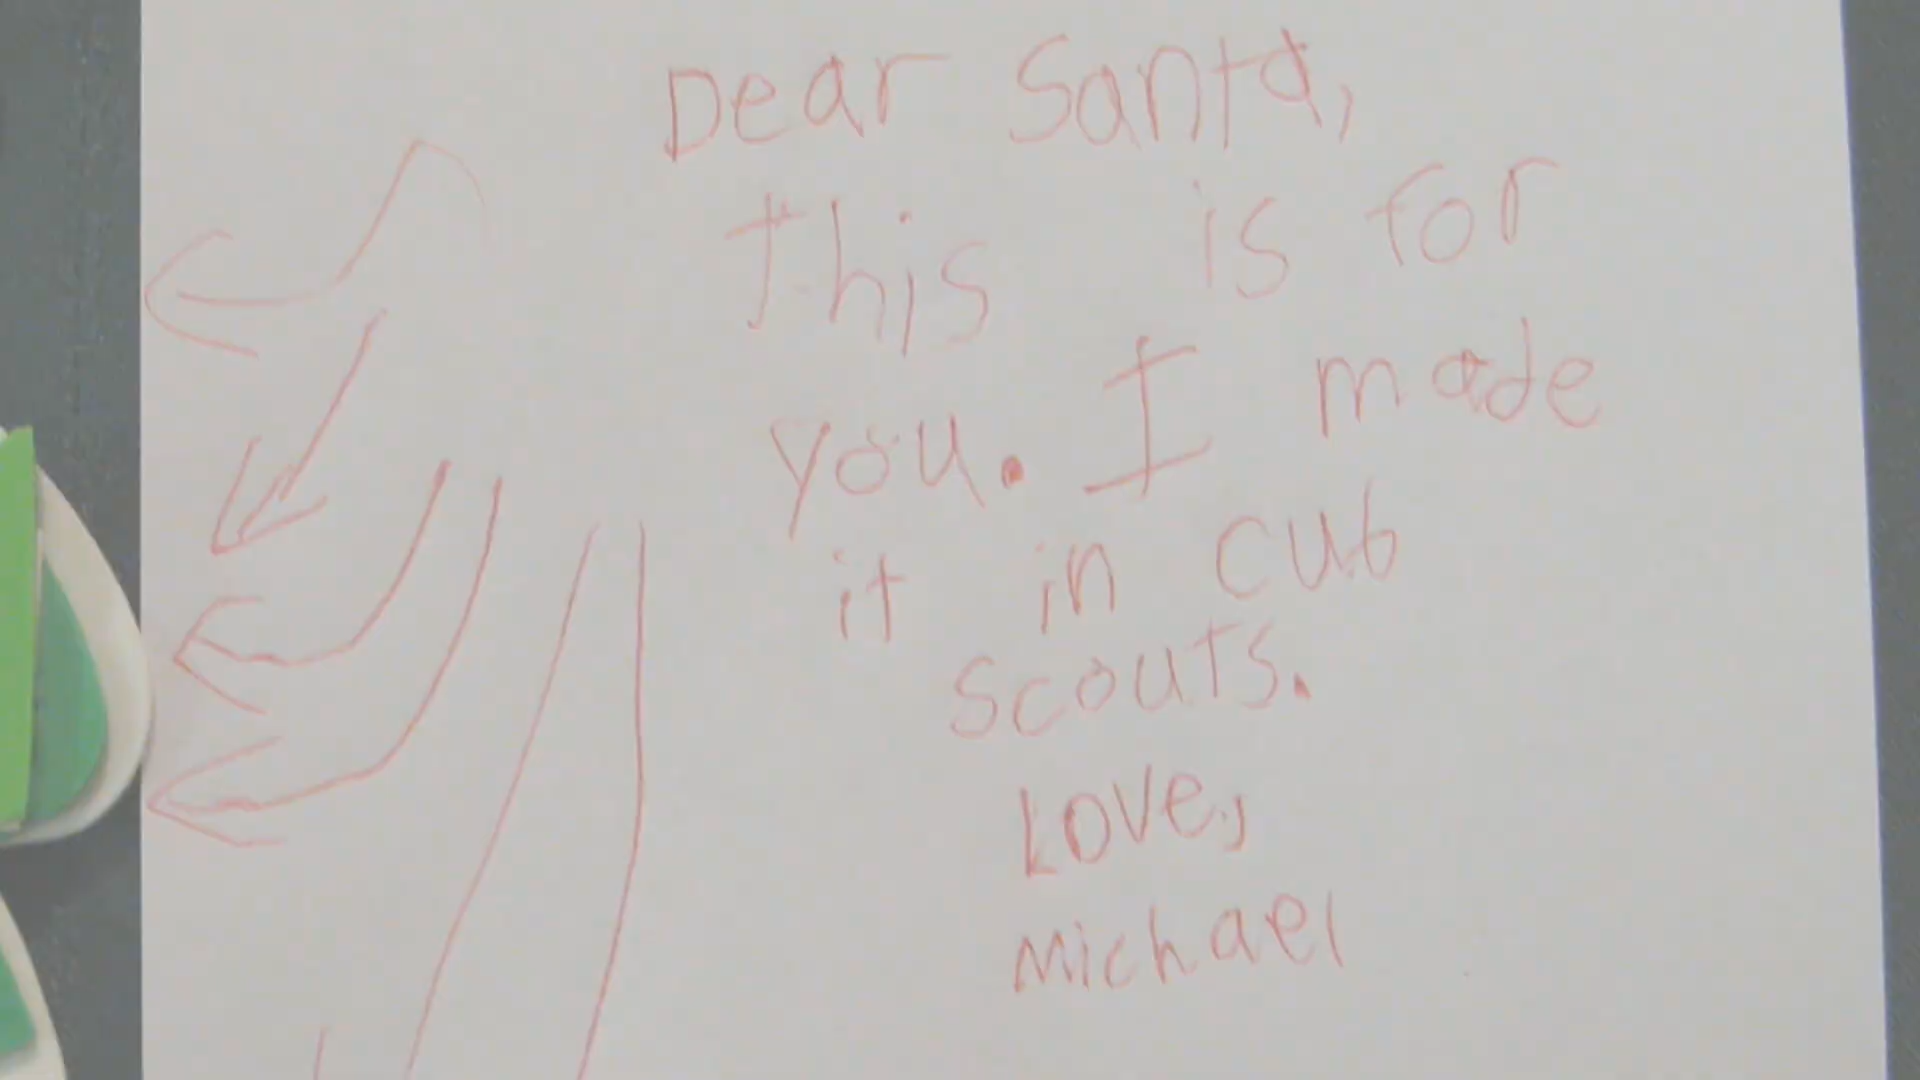 Dear Santa,
This is for
you. I made
it in cub
scouts.
Love,
Michael